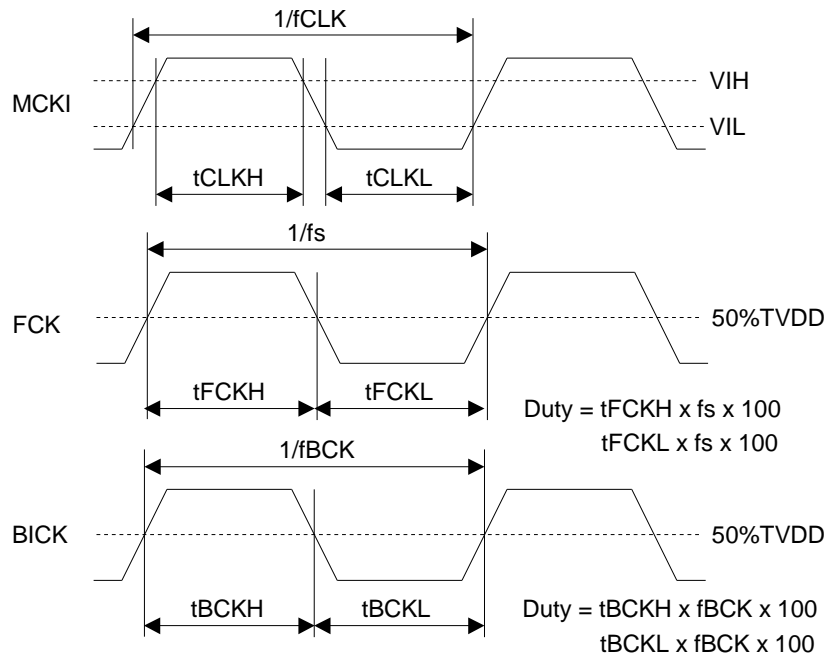 1/fCLK
MCKI
VIH
VIL
tCLKH
tCLKL
1/fs
FCK
50%TVDD
tFCKH
tFCKL
Duty = tFCKH x fs x 100
tFCKL x fs x 100
1/fBCK
BICK
50%TVDD
tBCKH
tBCKL
Duty = tBCKH x fBCK x 100
tBCKL x fBCK x 100